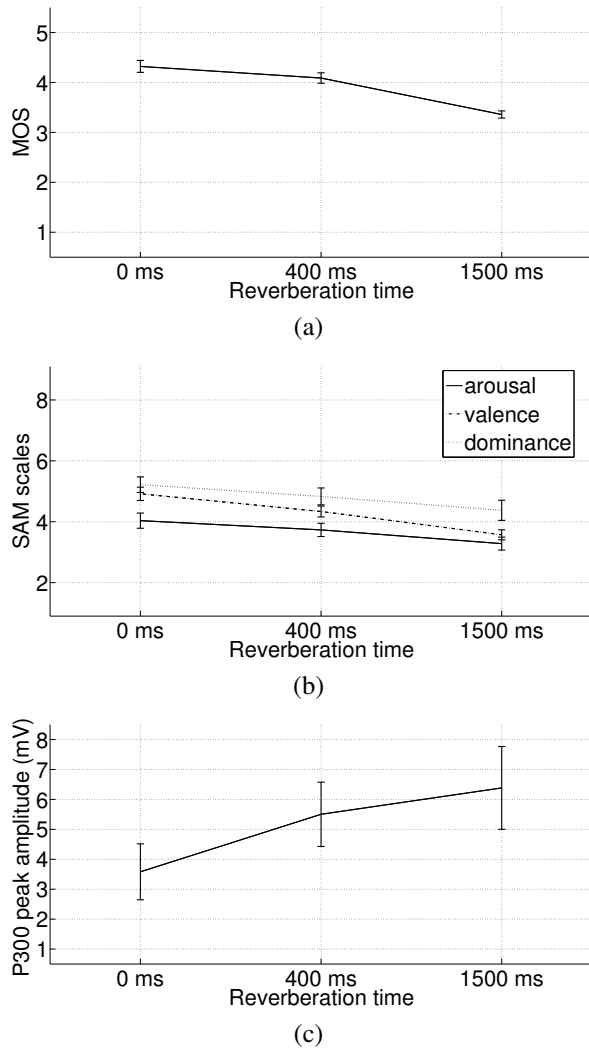 5
4
3
2
1
MOS
0 ms 400 ms 1500 ms
Reverberation time
(a)
8
6
4
2
SAM scales
arousal
valence
dominance
0 ms 400 ms 1500 ms
Reverberation time
(b)
8
7
6
5
4
3
2
1
P300 peak amplitude (mV)
0 ms 400 ms 1500 ms
Reverberation time
(c)